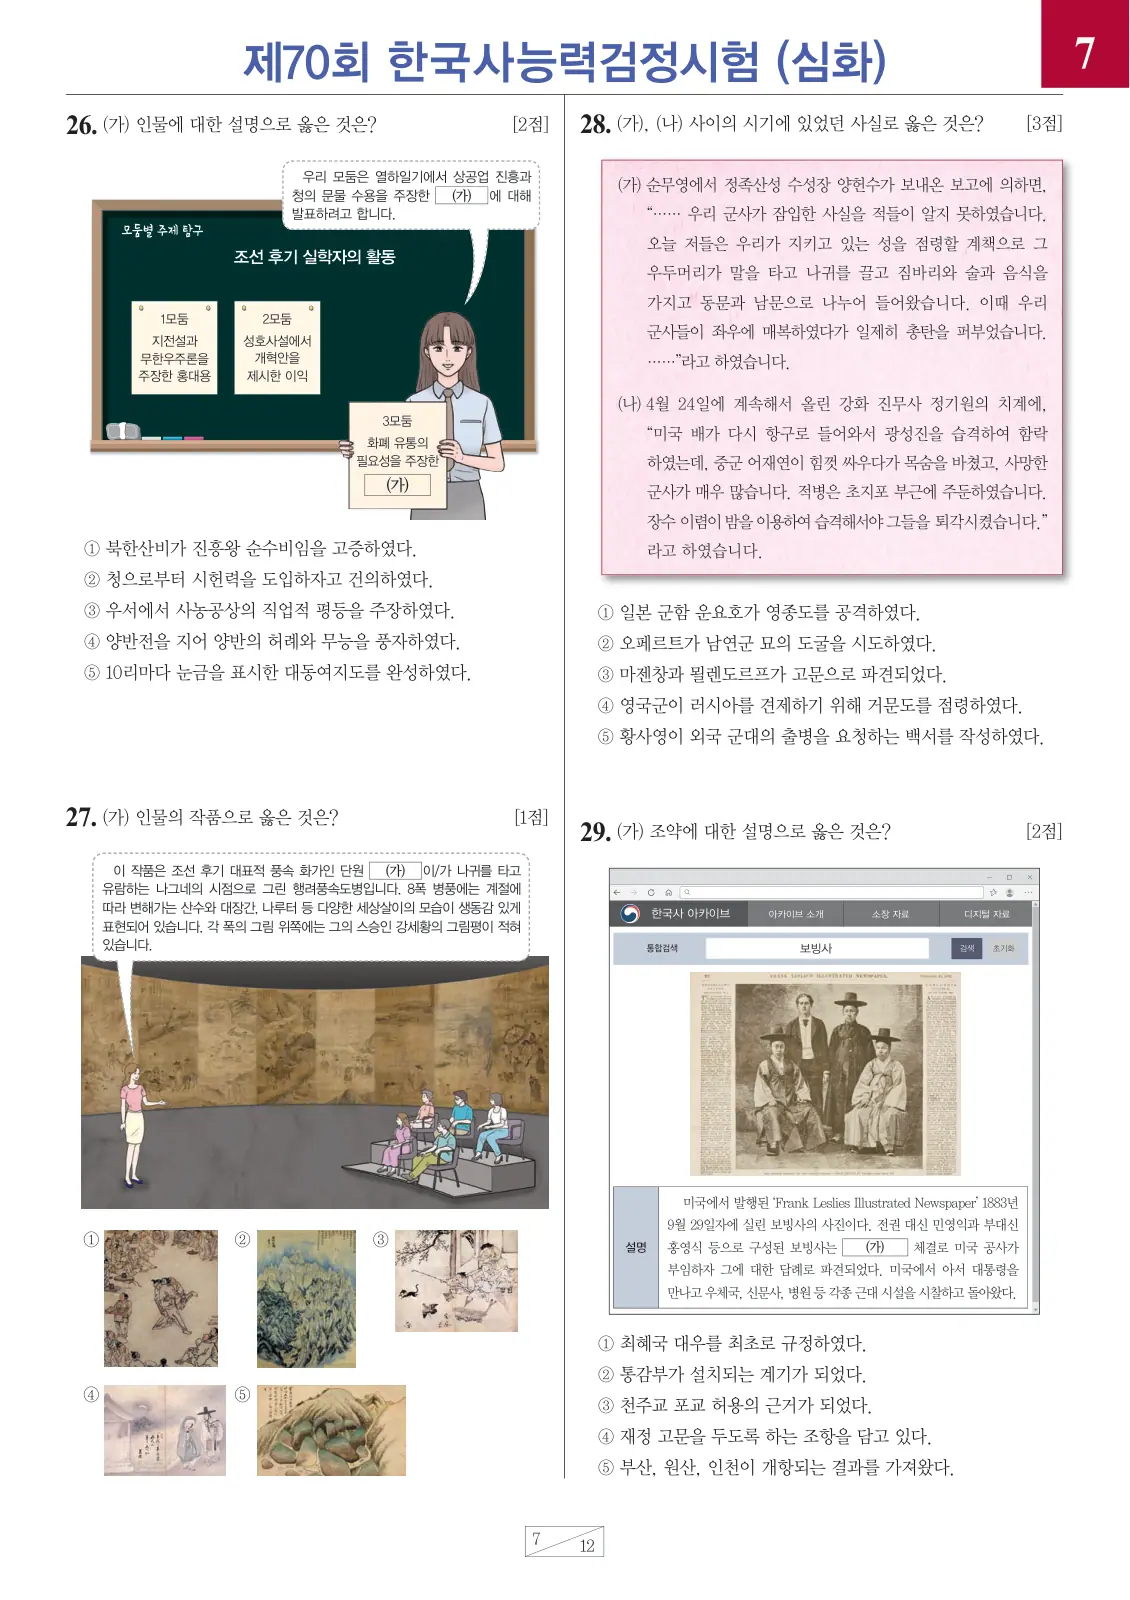 제70회 한국사능력검정시험 (심화)
7
26. (가) 인물에 대한 설명으로 옳은 것은? [2점]
우리 모둠은 열하일기에서 상공업 진흥과
청의 문물 수용을 주장한 (가) 에 대해
발표하려고 합니다.
모둠별 주제 탐구
조선 후기 실학자의 활동
1모둠
지전설과
무한우주론을
주장한 홍대용
2모둠
성호사설에서
개혁안을
제시한 이익
3모둠
화폐 유통의
필요성을 주장한
(가)
① 북한산비가 진흥왕 순수비임을 고증하였다.
② 청으로부터 시헌력을 도입하자고 건의하였다.
③ 우서에서 사농공상의 직업적 평등을 주장하였다.
④ 양반전을 지어 양반의 허례와 무능을 풍자하였다.
⑤ 10리마다 눈금을 표시한 대동여지도를 완성하였다.
27. (가) 인물의 작품으로 옳은 것은? [1점]
이 작품은 조선 후기 대표적 풍속 화가인 단원 (가) 이/가 나귀를 타고
유람하는 나그네의 시점으로 그린 행려풍속도병입니다. 8폭 병풍에는 계절에
따라 변해가는 산수와 대장간, 나루터 등 다양한 세상살이의 모습이 생동감 있게
표현되어 있습니다. 각 폭의 그림 위쪽에는 그의 스승인 강세황의 그림평이 적혀
있습니다.
① ② ③
④ ⑤
28. (가), (나) 사이의 시기에 있었던 사실로 옳은 것은? [3점]
(가) 순무영에서 정족산성 수성장 양헌수가 보내온 보고에 의하면,
“…… 우리 군사가 잠입한 사실을 적들이 알지 못하였습니다.
오늘 저들은 우리가 지키고 있는 성을 점령할 계책으로 그
우두머리가 말을 타고 나귀를 끌고 짐바리와 술과 음식을
가지고 동문과 남문으로 나누어 들어왔습니다. 이때 우리
군사들이 좌우에 매복하였다가 일제히 총탄을 퍼부었습니다.
……”라고 하였습니다.
(나) 4월 24일에 계속해서 올린 강화 진무사 정기원의 치계에,
“미국 배가 다시 항구로 들어와서 광성진을 습격하여 함락
하였는데, 중군 어재연이 힘껏 싸우다가 목숨을 바쳤고, 사망한
군사가 매우 많습니다. 적병은 초지포 부근에 주둔하였습니다.
장수 이렴이 밤을 이용하여 습격해서야 그들을 퇴각시켰습니다.”
라고 하였습니다.
① 일본 군함 운요호가 영종도를 공격하였다.
② 오페르트가 남연군 묘의 도굴을 시도하였다.
③ 마젠창과 묄렌도르프가 고문으로 파견되었다.
④ 영국군이 러시아를 견제하기 위해 거문도를 점령하였다.
⑤ 황사영이 외국 군대의 출병을 요청하는 백서를 작성하였다.
29. (가) 조약에 대한 설명으로 옳은 것은? [2점]
한국사 아카이브 아카이브 소개 소장 자료 디지털 자료
통합검색 보빙사 검색 초기화
설명
미국에서 발행된 ‘Frank Leslies Illustrated Newspaper’ 1883년
9월 29일자에 실린 보빙사의 사진이다. 전권 대신 민영익과 부대신
홍영식 등으로 구성된 보빙사는 (가) 체결로 미국 공사가
부임하자 그에 대한 답례로 파견되었다. 미국에서 아서 대통령을
만나고 우체국, 신문사, 병원 등 각종 근대 시설을 시찰하고 돌아왔다.
① 최혜국 대우를 최초로 규정하였다.
② 통감부가 설치되는 계기가 되었다.
③ 천주교 포교 허용의 근거가 되었다.
④ 재정 고문을 두도록 하는 조항을 담고 있다.
⑤ 부산, 원산, 인천이 개항되는 결과를 가져왔다.
7
12